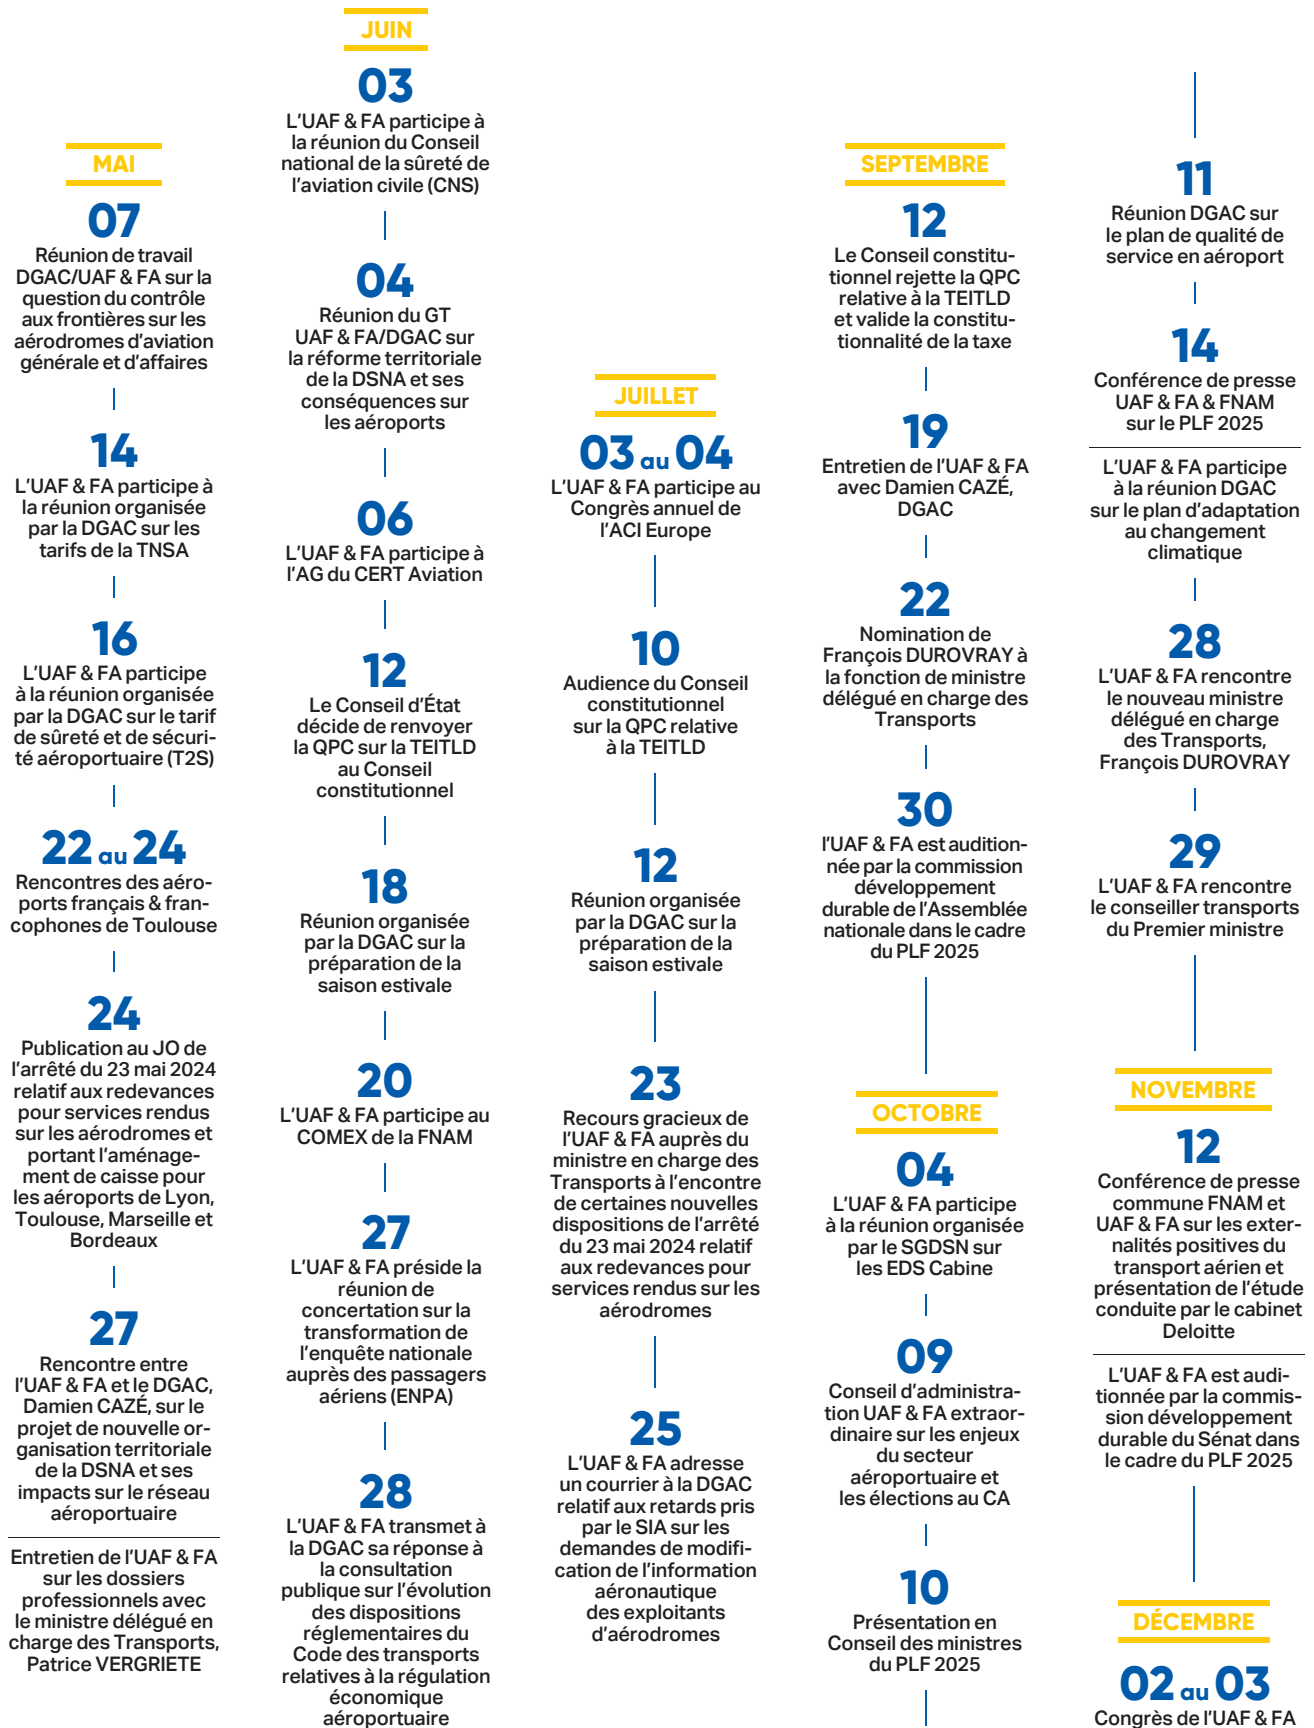 MAI
07
Réunion de travail
DGAC/UAF & FA sur la
question du contrôle
aux frontières sur les
aérodromes d’aviation
générale et d’affaires
14
L’UAF & FA participe à
la réunion organisée
par la DGAC sur les
tarifs de la TNSA
16
L’UAF & FA participe
à la réunion organisée
par la DGAC sur le tarif
de sûreté et de sécuri-
té aéroportuaire (T2S)
22 au 24
Rencontres des aéro-
ports français & fran-
cophones de Toulouse
24
Publication au JO de
l’arrêté du 23 mai 2024
relatif aux redevances
pour services rendus
sur les aérodromes et
portant l’aménage-
ment de caisse pour
les aéroports de Lyon,
Toulouse, Marseille et
Bordeaux
27
Rencontre entre
l’UAF & FA et le DGAC,
Damien CAZÉ, sur le
projet de nouvelle or-
ganisation territoriale
de la DSNA et ses
impacts sur le réseau
aéroportuaire
Entretien de l’UAF & FA
sur les dossiers
professionnels avec
le ministre délégué en
charge des Transports,
Patrice VERGRIETE
JUIN
03
L’UAF & FA participe à
la réunion du Conseil
national de la sûreté de
l’aviation civile (CNS)
04
Réunion du GT
UAF & FA/DGAC sur
la réforme territoriale
de la DSNA et ses
conséquences sur
les aéroports
06
L’UAF & FA participe à
l’AG du CERT Aviation
12
Le Conseil d’État
décide de renvoyer
la QPC sur la TEITLD
au Conseil
constitutionnel
18
Réunion organisée
par la DGAC sur la
préparation de la
saison estivale
20
L’UAF & FA participe au
COMEX de la FNAM
27
L’UAF & FA préside la
réunion de
concertation sur la
transformation de
l’enquête nationale
auprès des passagers
aériens (ENPA)
28
L’UAF & FA transmet à
la DGAC sa réponse à
la consultation
publique sur l’évolution
des dispositions
réglementaires du
Code des transports
relatives à la régulation
économique
aéroportuaire
JUILLET
03 au 04
L’UAF & FA participe au
Congrès annuel de
l’ACI Europe
10
Audience du Conseil
constitutionnel
sur la QPC relative
à la TEITLD
12
Réunion organisée
par la DGAC sur la
préparation de la
saison estivale
23
Recours gracieux de
l’UAF & FA auprès du
ministre en charge des
Transports à l’encontre
de certaines nouvelles
dispositions de l’arrêté
du 23 mai 2024 relatif
aux redevances pour
services rendus sur les
aérodromes
25
L’UAF & FA adresse
un courrier à la DGAC
relatif aux retards pris
par le SIA sur les
demandes de modifi-
cation de l’information
aéronautique
des exploitants
d’aérodromes
SEPTEMBRE
12
Le Conseil constitu-
tionnel rejette la QPC
relative à la TEITLD
et valide la constitu-
tionnalité de la taxe
19
Entretien de l’UAF & FA
avec Damien CAZÉ,
DGAC
22
Nomination de
François DUROVRAY à
la fonction de ministre
délégué en charge des
Transports
30
l’UAF & FA est audition-
née par la commission
développement
durable de l’Assemblée
nationale dans le cadre
du PLF 2025
OCTOBRE
04
L’UAF & FA participe
à la réunion organisée
par le SGDSN sur
les EDS Cabine
09
Conseil d’administra-
tion UAF & FA extraor-
dinaire sur les enjeux
du secteur
aéroportuaire et
les élections au CA
10
Présentation en
Conseil des ministres
du PLF 2025
11
Réunion DGAC sur
le plan de qualité de
service en aéroport
14
Conférence de presse
UAF & FA & FNAM
sur le PLF 2025
L’UAF & FA participe
à la réunion DGAC
sur le plan d’adaptation
au changement
climatique
28
L’UAF & FA rencontre
le nouveau ministre
délégué en charge
des Transports,
François DUROVRAY
29
L’UAF & FA rencontre
le conseiller transports
du Premier ministre
NOVEMBRE
12
Conférence de presse
commune FNAM et
UAF & FA sur les exter-
nalités positives du
transport aérien et
présentation de l’étude
conduite par le cabinet
Deloitte
L’UAF & FA est audi-
tionnée par la commis-
sion développement
durable du Sénat dans
le cadre du PLF 2025
DÉCEMBRE
02 au 03
Congrès de l’UAF & FA